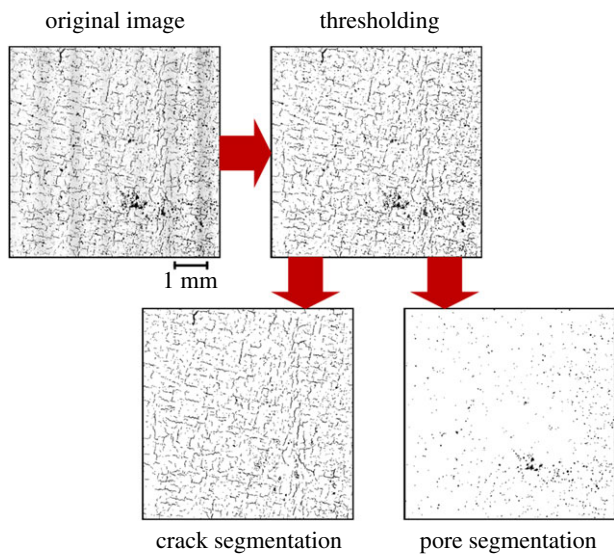 original image
thresholding
1 mm
crack segmentation
pore segmentation